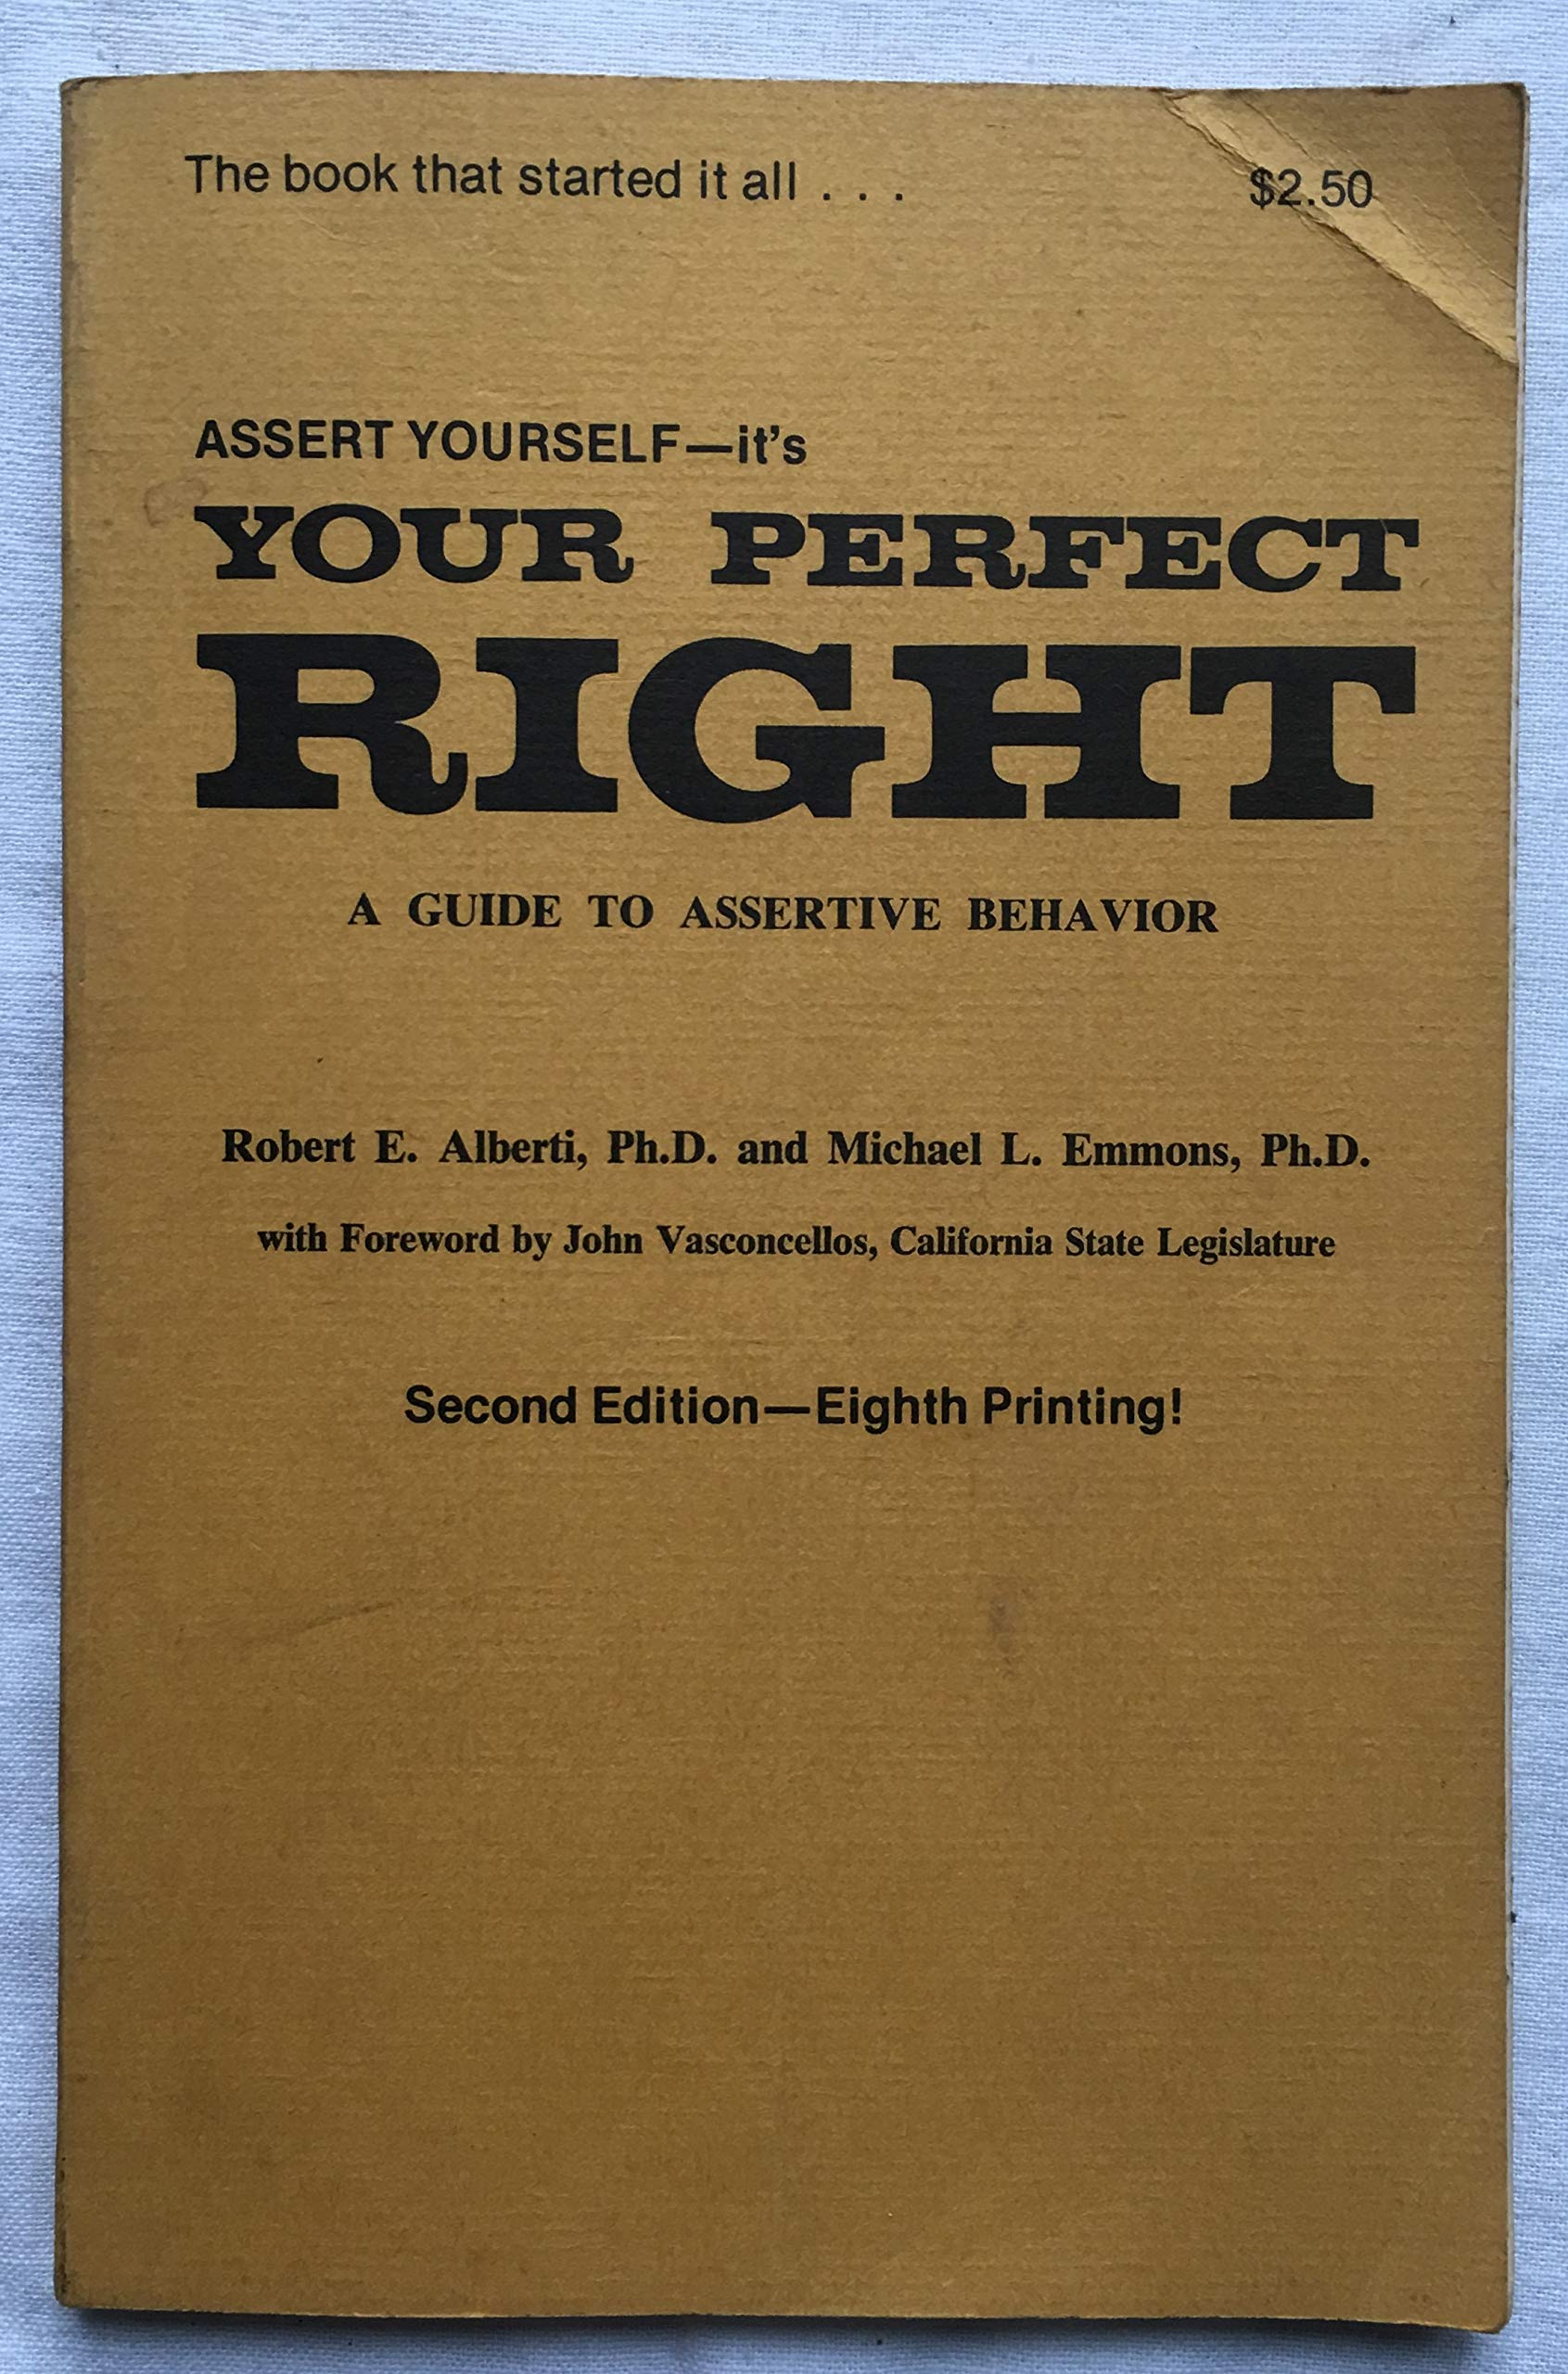 The book that started it all . . . $2.50
ASSERT YOURSELF—it's
YOUR PERFECT
RIGHT
A GUIDE TO ASSERTIVE BEHAVIOR
Robert E. Alberti, Ph.D. and Michael L. Emmons, Ph.D.
with Foreword by John Vasconcellos, California State Legislature
Second Edition—Eighth Printing!